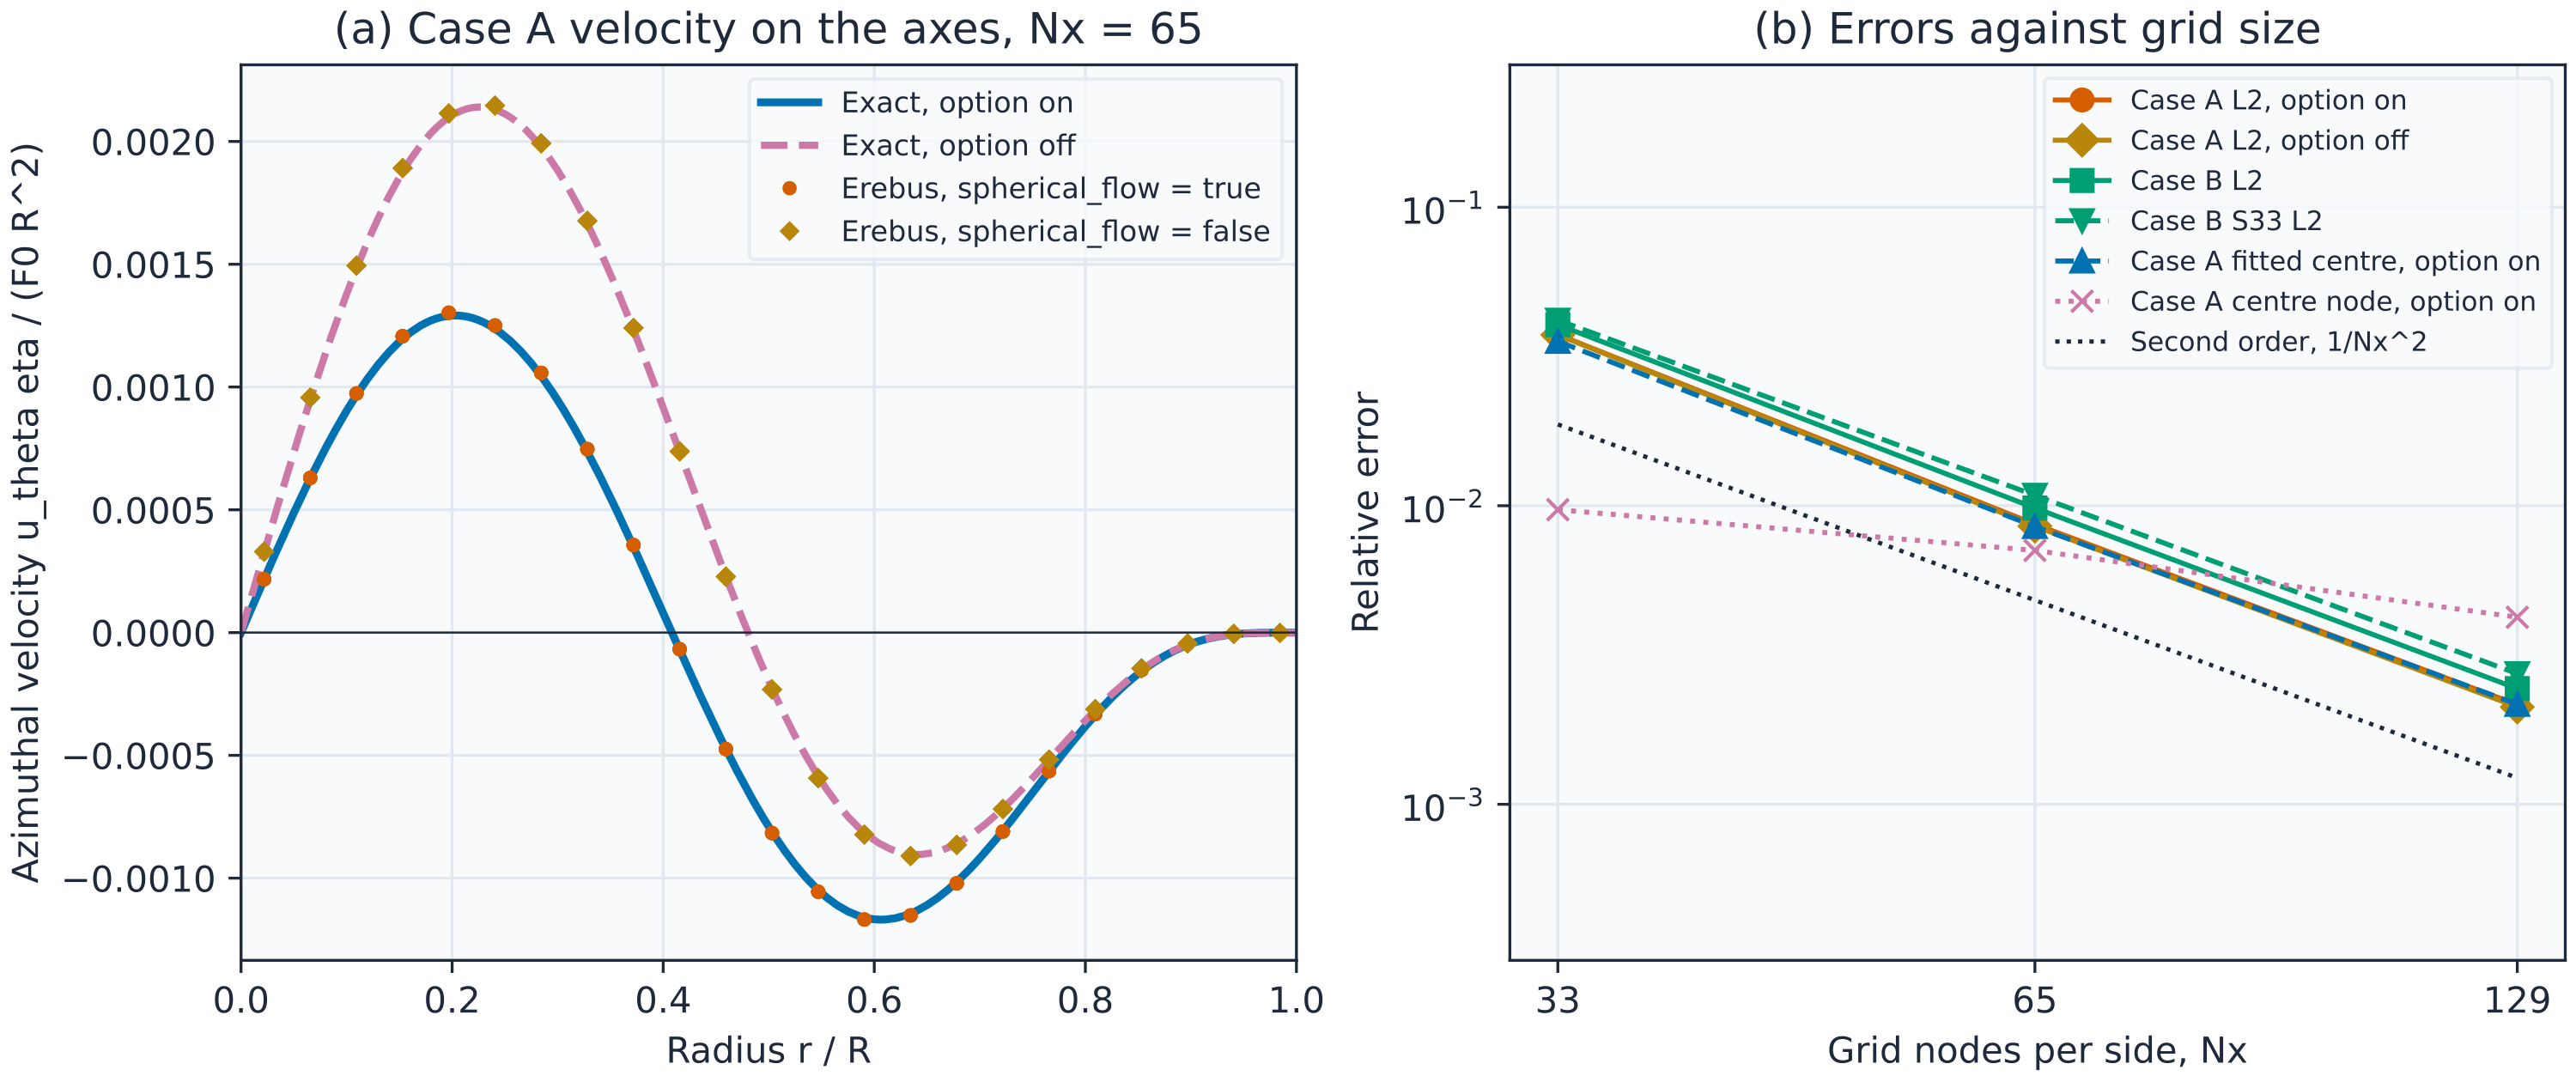 (a) Case A velocity on the axes, Nx = 65
Azimuthal velocity u_theta eta / (F0 R^2)
0.0020
0.0015
0.0010
0.0005
0.0000
−0.0005
−0.0010
Exact, option on
Exact, option off
Erebus, spherical_flow = true
Erebus, spherical_flow = false
0.0
0.2
0.4
0.6
0.8
1.0
Radius r / R
(b) Errors against grid size
Relative error
10⁻¹
10⁻²
10⁻³
Case A L2, option on
Case A L2, option off
Case B L2
Case B S33 L2
Case A fitted centre, option on
Case A centre node, option on
Second order, 1/Nx^2
33
65
129
Grid nodes per side, Nx